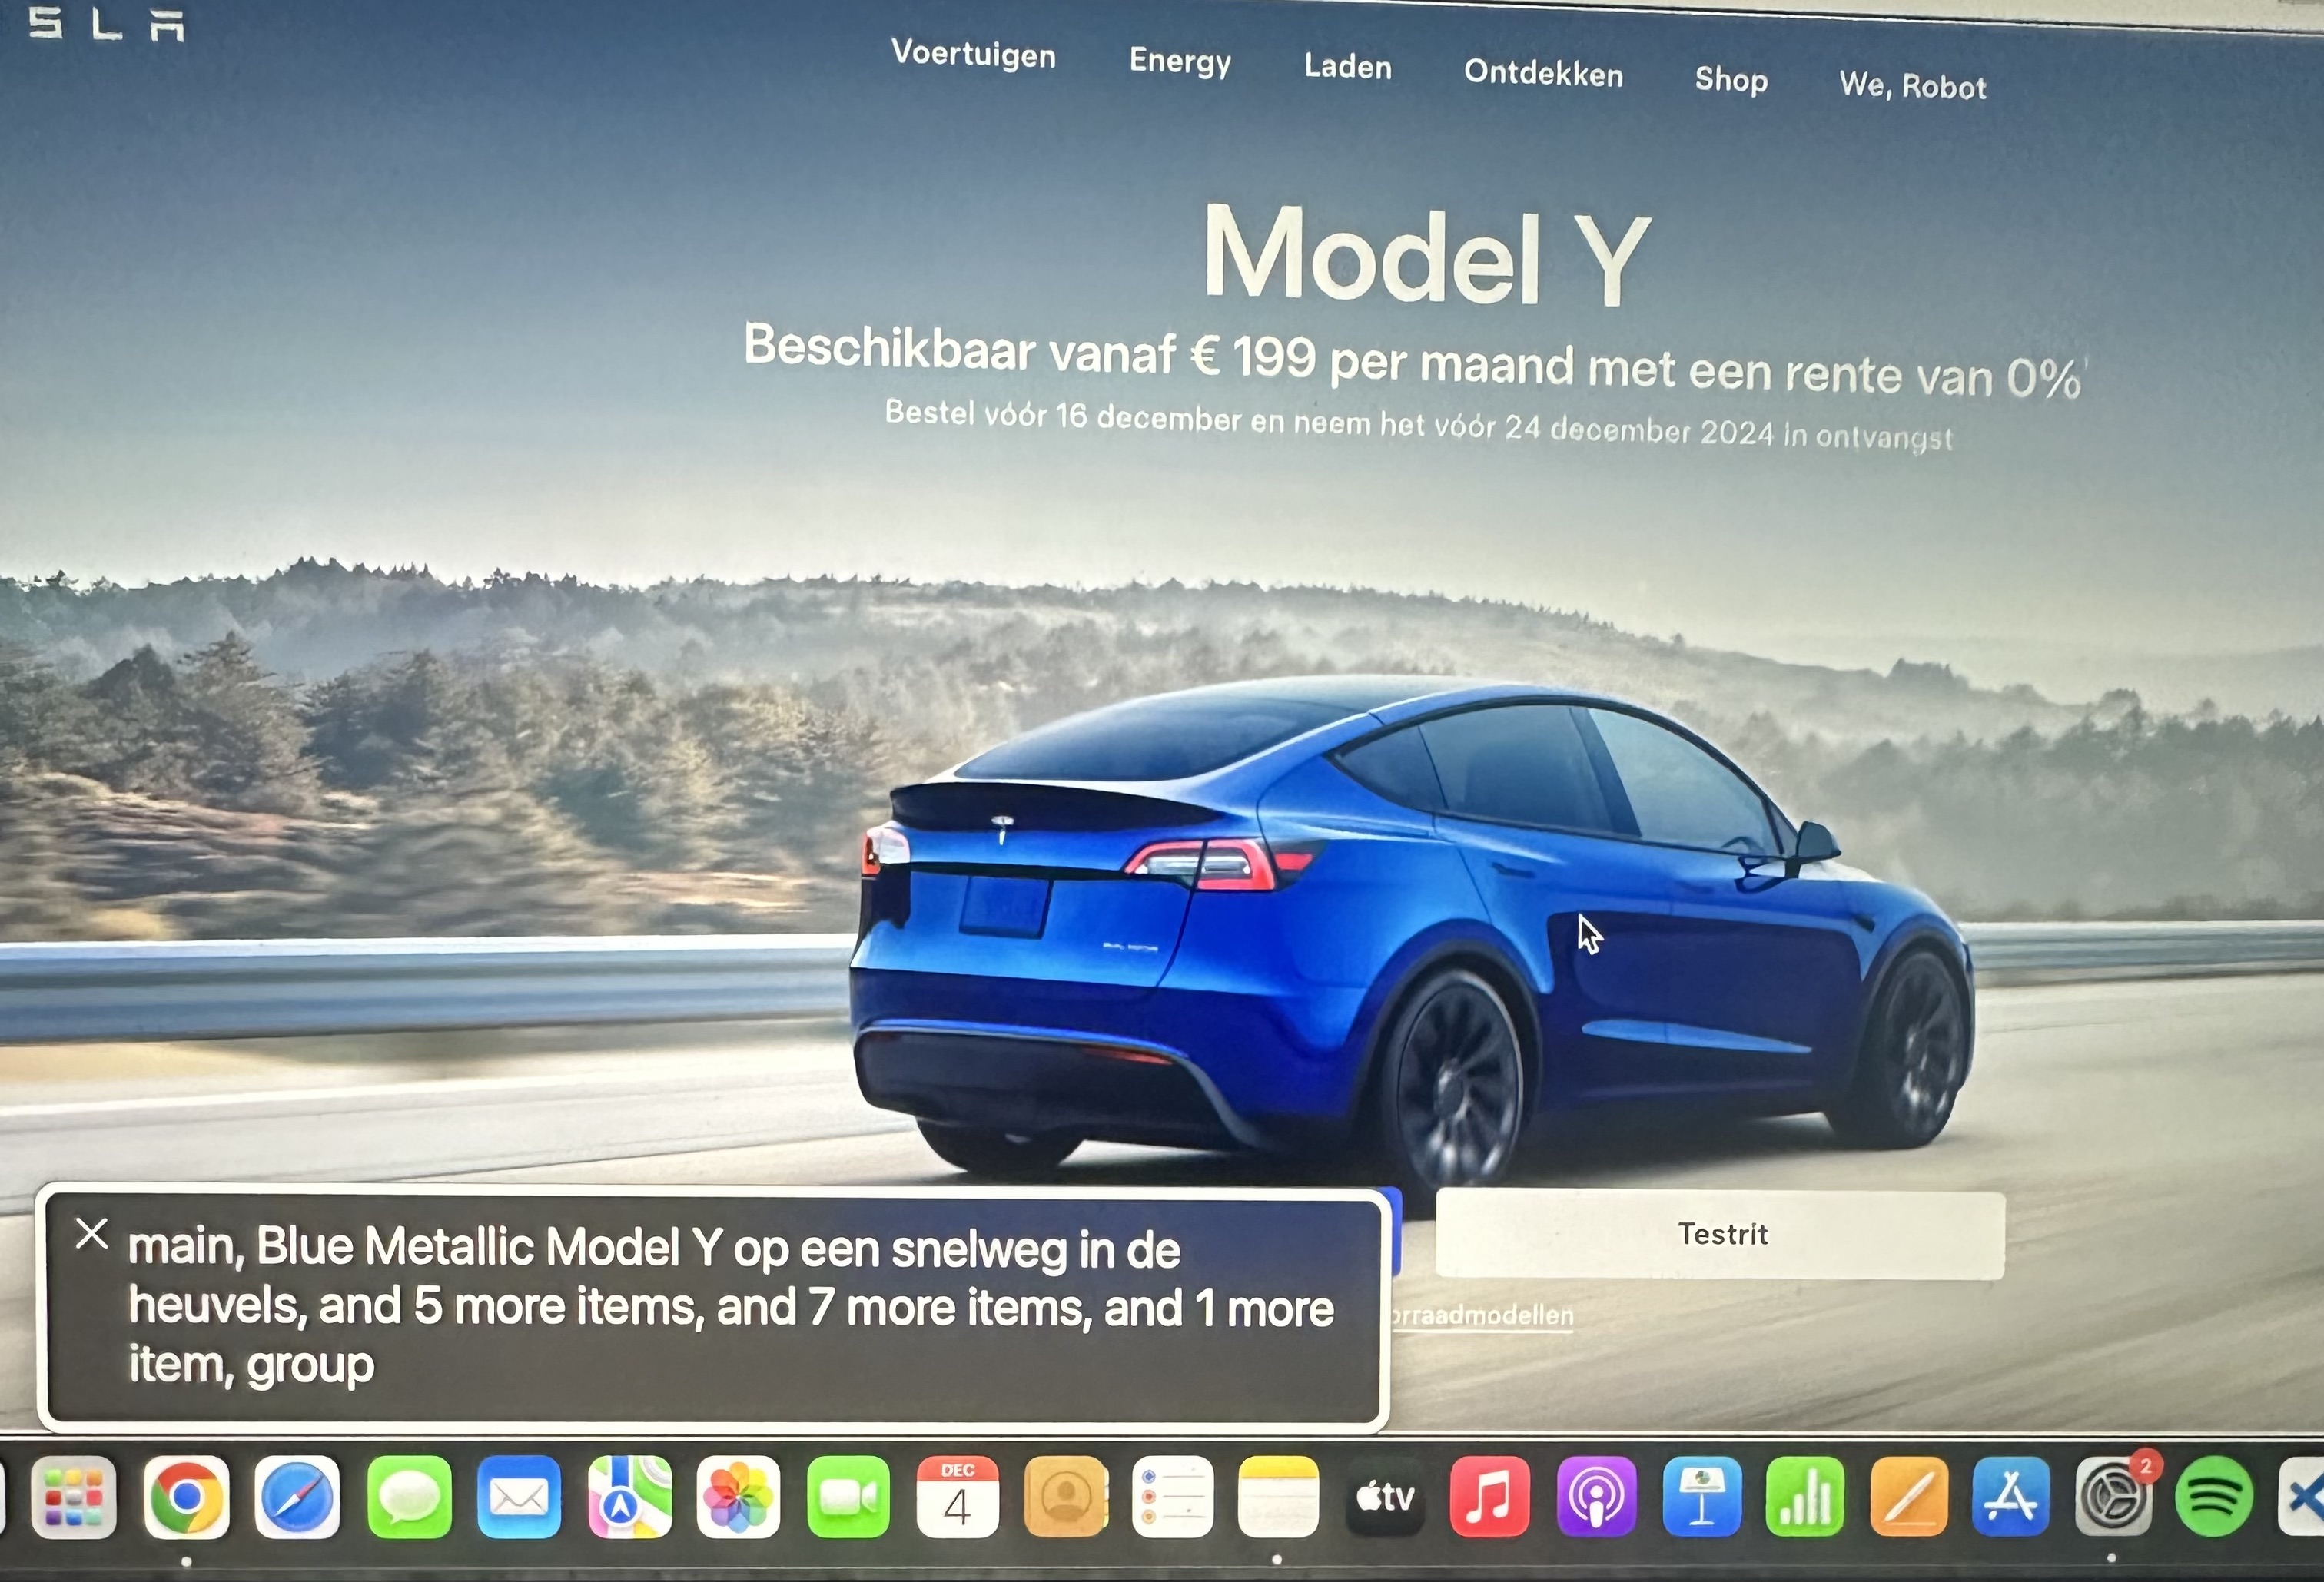 SLA
Voertuigen Energy Laden Ontdekken Shop We, Robot
Model Y
Beschikbaar vanaf € 199 per maand met een rente van 0%
Bestel vóór 16 december en neem het vóór 24 december 2024 in ontvangst
DUAL MOTOR
main, Blue Metallic Model Y op een snelweg in de
heuvels, and 5 more items, and 7 more items, and 1 more
item, group
Testrit
orraadmodellen
DEC
4
tv
2